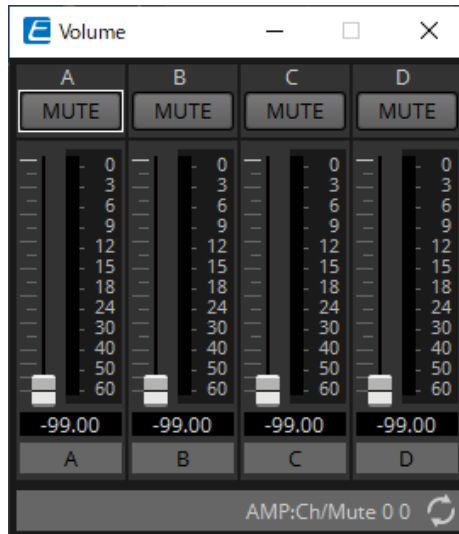 Volume
A B C D
MUTE MUTE MUTE MUTE
0 0 0 0
3 3 3 3
6 6 6 6
9 9 9 9
12 12 12 12
15 15 15 15
18 18 18 18
24 24 24 24
30 30 30 30
40 40 40 40
50 50 50 50
60 60 60 60
-99.00 -99.00 -99.00 -99.00
A B C D
AMP:Ch/Mute 0 0